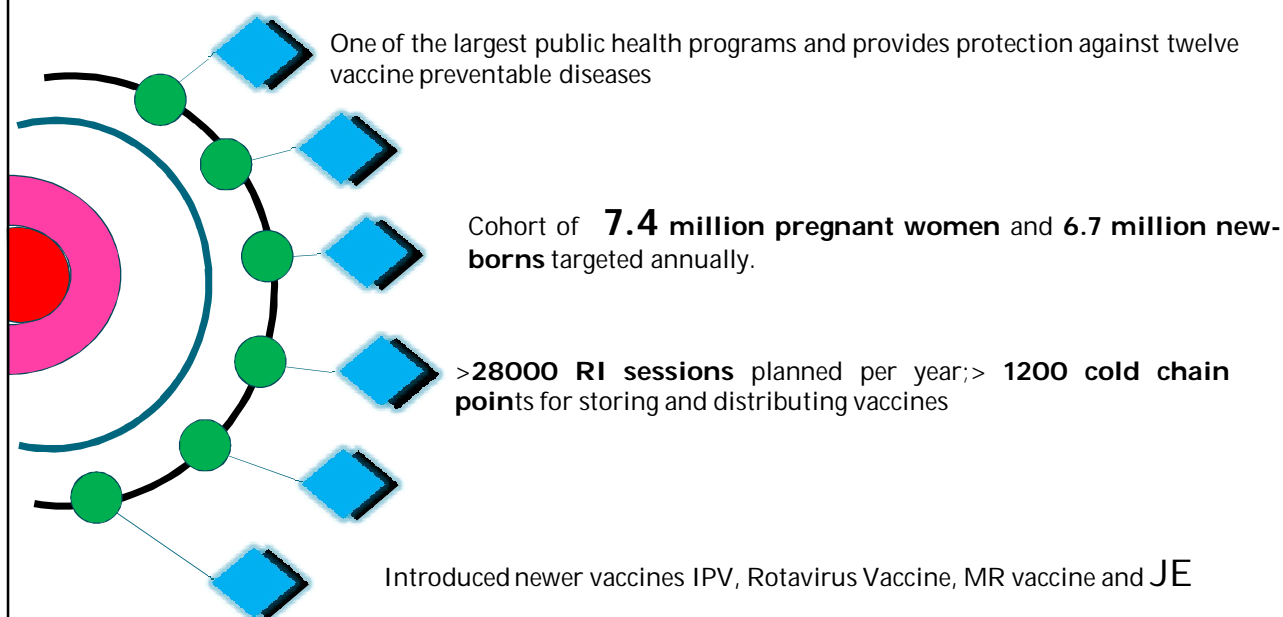 One of the largest public health programs and provides protection against twelve
vaccine preventable diseases
Cohort of 7.4 million pregnant women and 6.7 million new-
borns targeted annually.
>28000 RI sessions planned per year;> 1200 cold chain
points for storing and distributing vaccines
Introduced newer vaccines IPV, Rotavirus Vaccine, MR vaccine and JE